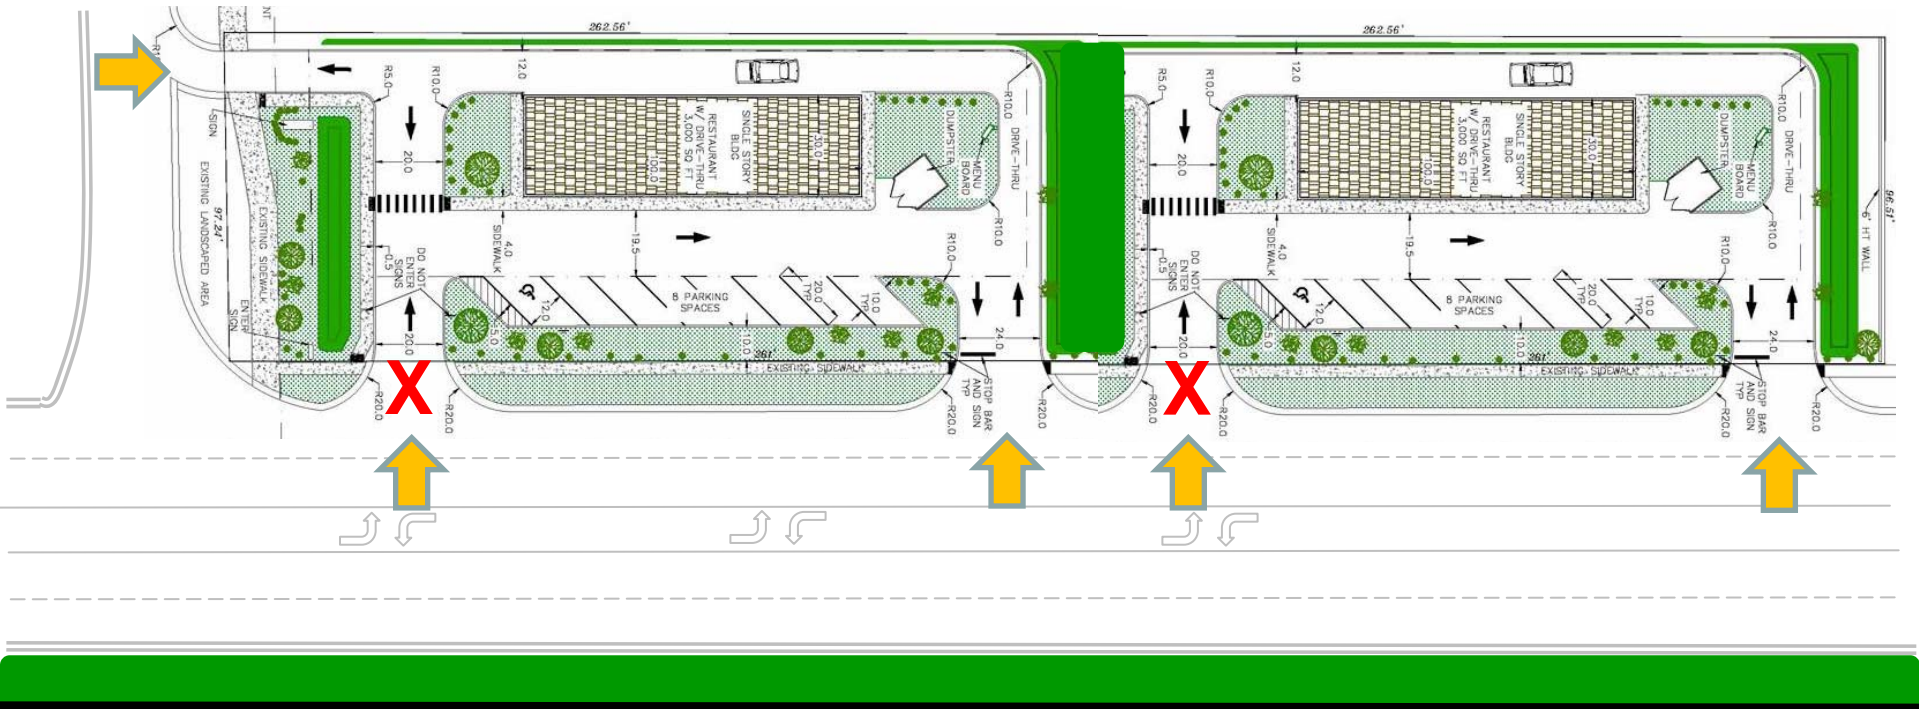 262.56'
262.56'
NT
R5.0
R10.0
12.0
SIGN
EXISTING LANDSCAPED AREA
97.24'
EXISTING SIDEWALK
ENTER
SIGN
20.0
RESTAURANT
W/ DRIVE-THRU
3,000 SQ FT
SINGLE STORY
BLDG
100.0
30.0
DUMPSTER
MENU
BOARD
DRIVE-THRU
R10.0
R10.0
R10.0
4.0
SIDEWALK
19.5
0.5
DO NOT
ENTER
SIGNS
12.0
5.0
8 PARKING
SPACES
20.0
TYP
10.0
20.0
10.0
261'
24.0
EXISTING SIDEWALK
STOP BAR
AND SIGN
TYP
R20.0
R20.0
R20.0
R20.0
X
R5.0
R10.0
12.0
20.0
RESTAURANT
W/ DRIVE-THRU
3,000 SQ FT
SINGLE STORY
BLDG
100.0
30.0
DUMPSTER
MENU
BOARD
DRIVE-THRU
R10.0
R10.0
R10.0
96.51'
6' HT WALL
4.0
SIDEWALK
19.5
0.5
DO NOT
ENTER
SIGNS
12.0
5.0
8 PARKING
SPACES
20.0
TYP
10.0
20.0
10.0
261'
24.0
EXISTING SIDEWALK
STOP BAR
AND SIGN
TYP
R20.0
R20.0
R20.0
R20.0
X